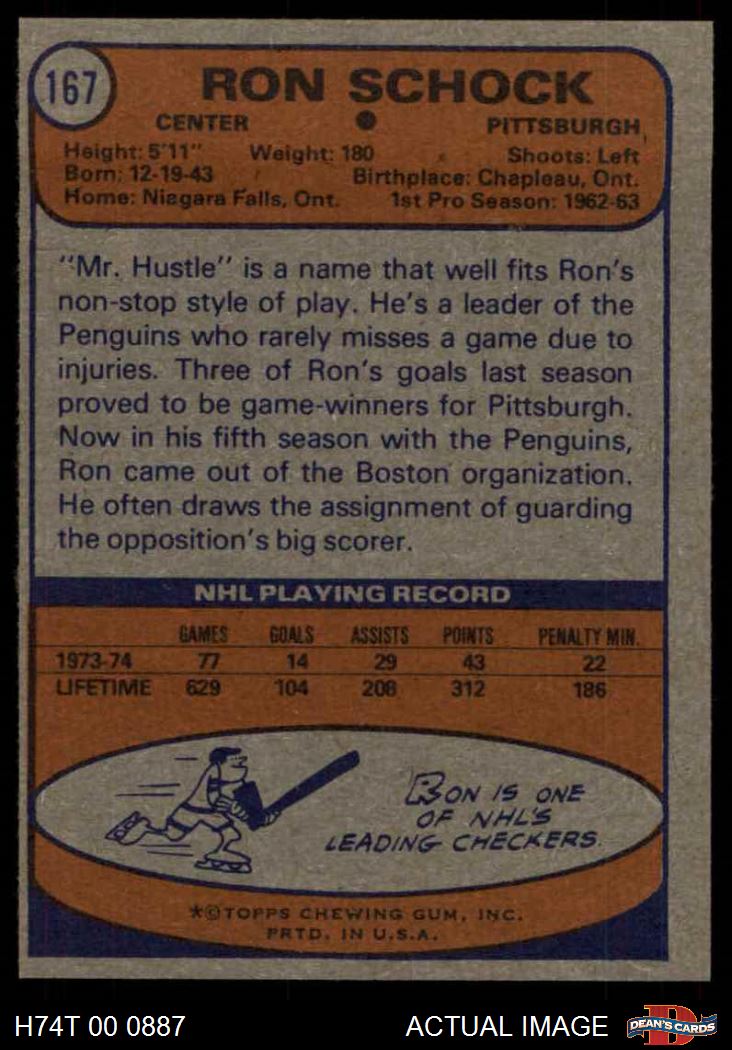 167
RON SCHOCK
CENTER ● PITTSBURGH
Height: 5'11" Weight: 180 Shoots: Left
Born: 12-19-43 Birthplace: Chapleau, Ont.
Home: Niagara Falls, Ont. 1st Pro Season: 1962-63
"Mr. Hustle" is a name that well fits Ron's
non-stop style of play. He's a leader of the
Penguins who rarely misses a game due to
injuries. Three of Ron's goals last season
proved to be game-winners for Pittsburgh.
Now in his fifth season with the Penguins,
Ron came out of the Boston organization.
He often draws the assignment of guarding
the opposition's big scorer.
NHL PLAYING RECORD
GAMES GOALS ASSISTS POINTS PENALTY MIN.
1973-74 77 14 29 43 22
LIFETIME 629 104 208 312 186
RON IS ONE
OF NHL'S
LEADING CHECKERS.
*©TOPPS CHEWING GUM, INC.
PRTD. IN U.S.A.
H74T 00 0887 ACTUAL IMAGE DEAN'S CARDS